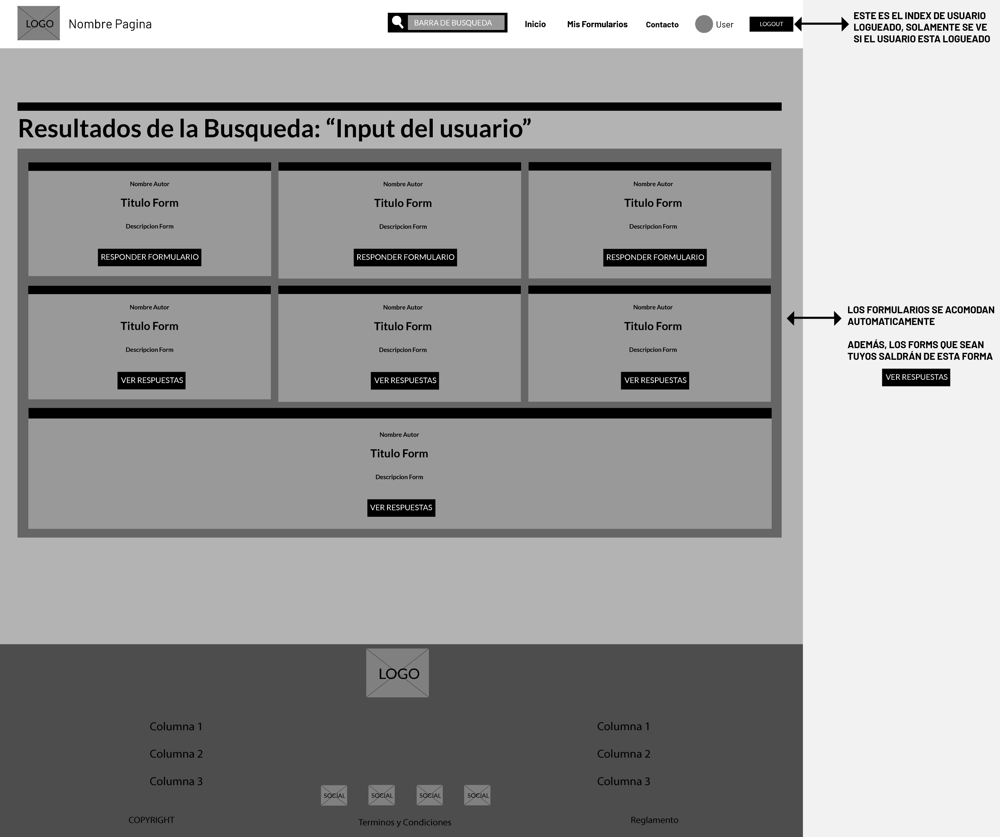 LOGO
Nombre Pagina
BARRA DE BUSQUEDA
Inicio
Mis Formularios
Contacto
User
LOGOUT
ESTE ES EL INDEX DE USUARIO
LOGUEADO, SOLAMENTE SE VE
SI EL USUARIO ESTA LOGUEADO
Resultados de la Busqueda: “Input del usuario”
Nombre Autor
Titulo Form
Descripcion Form
RESPONDER FORMULARIO
Nombre Autor
Titulo Form
Descripcion Form
RESPONDER FORMULARIO
Nombre Autor
Titulo Form
Descripcion Form
RESPONDER FORMULARIO
Nombre Autor
Titulo Form
Descripcion Form
VER RESPUESTAS
Nombre Autor
Titulo Form
Descripcion Form
VER RESPUESTAS
Nombre Autor
Titulo Form
Descripcion Form
VER RESPUESTAS
LOS FORMULARIOS SE ACOMODAN
AUTOMATICAMENTE
ADEMÁS, LOS FORMS QUE SEAN
TUYOS SALDRÁN DE ESTA FORMA
VER RESPUESTAS
Nombre Autor
Titulo Form
Descripcion Form
VER RESPUESTAS
LOGO
Columna 1
Columna 2
Columna 3
Columna 1
Columna 2
Columna 3
SOCIAL
SOCIAL
SOCIAL
SOCIAL
COPYRIGHT
Terminos y Condiciones
Reglamento